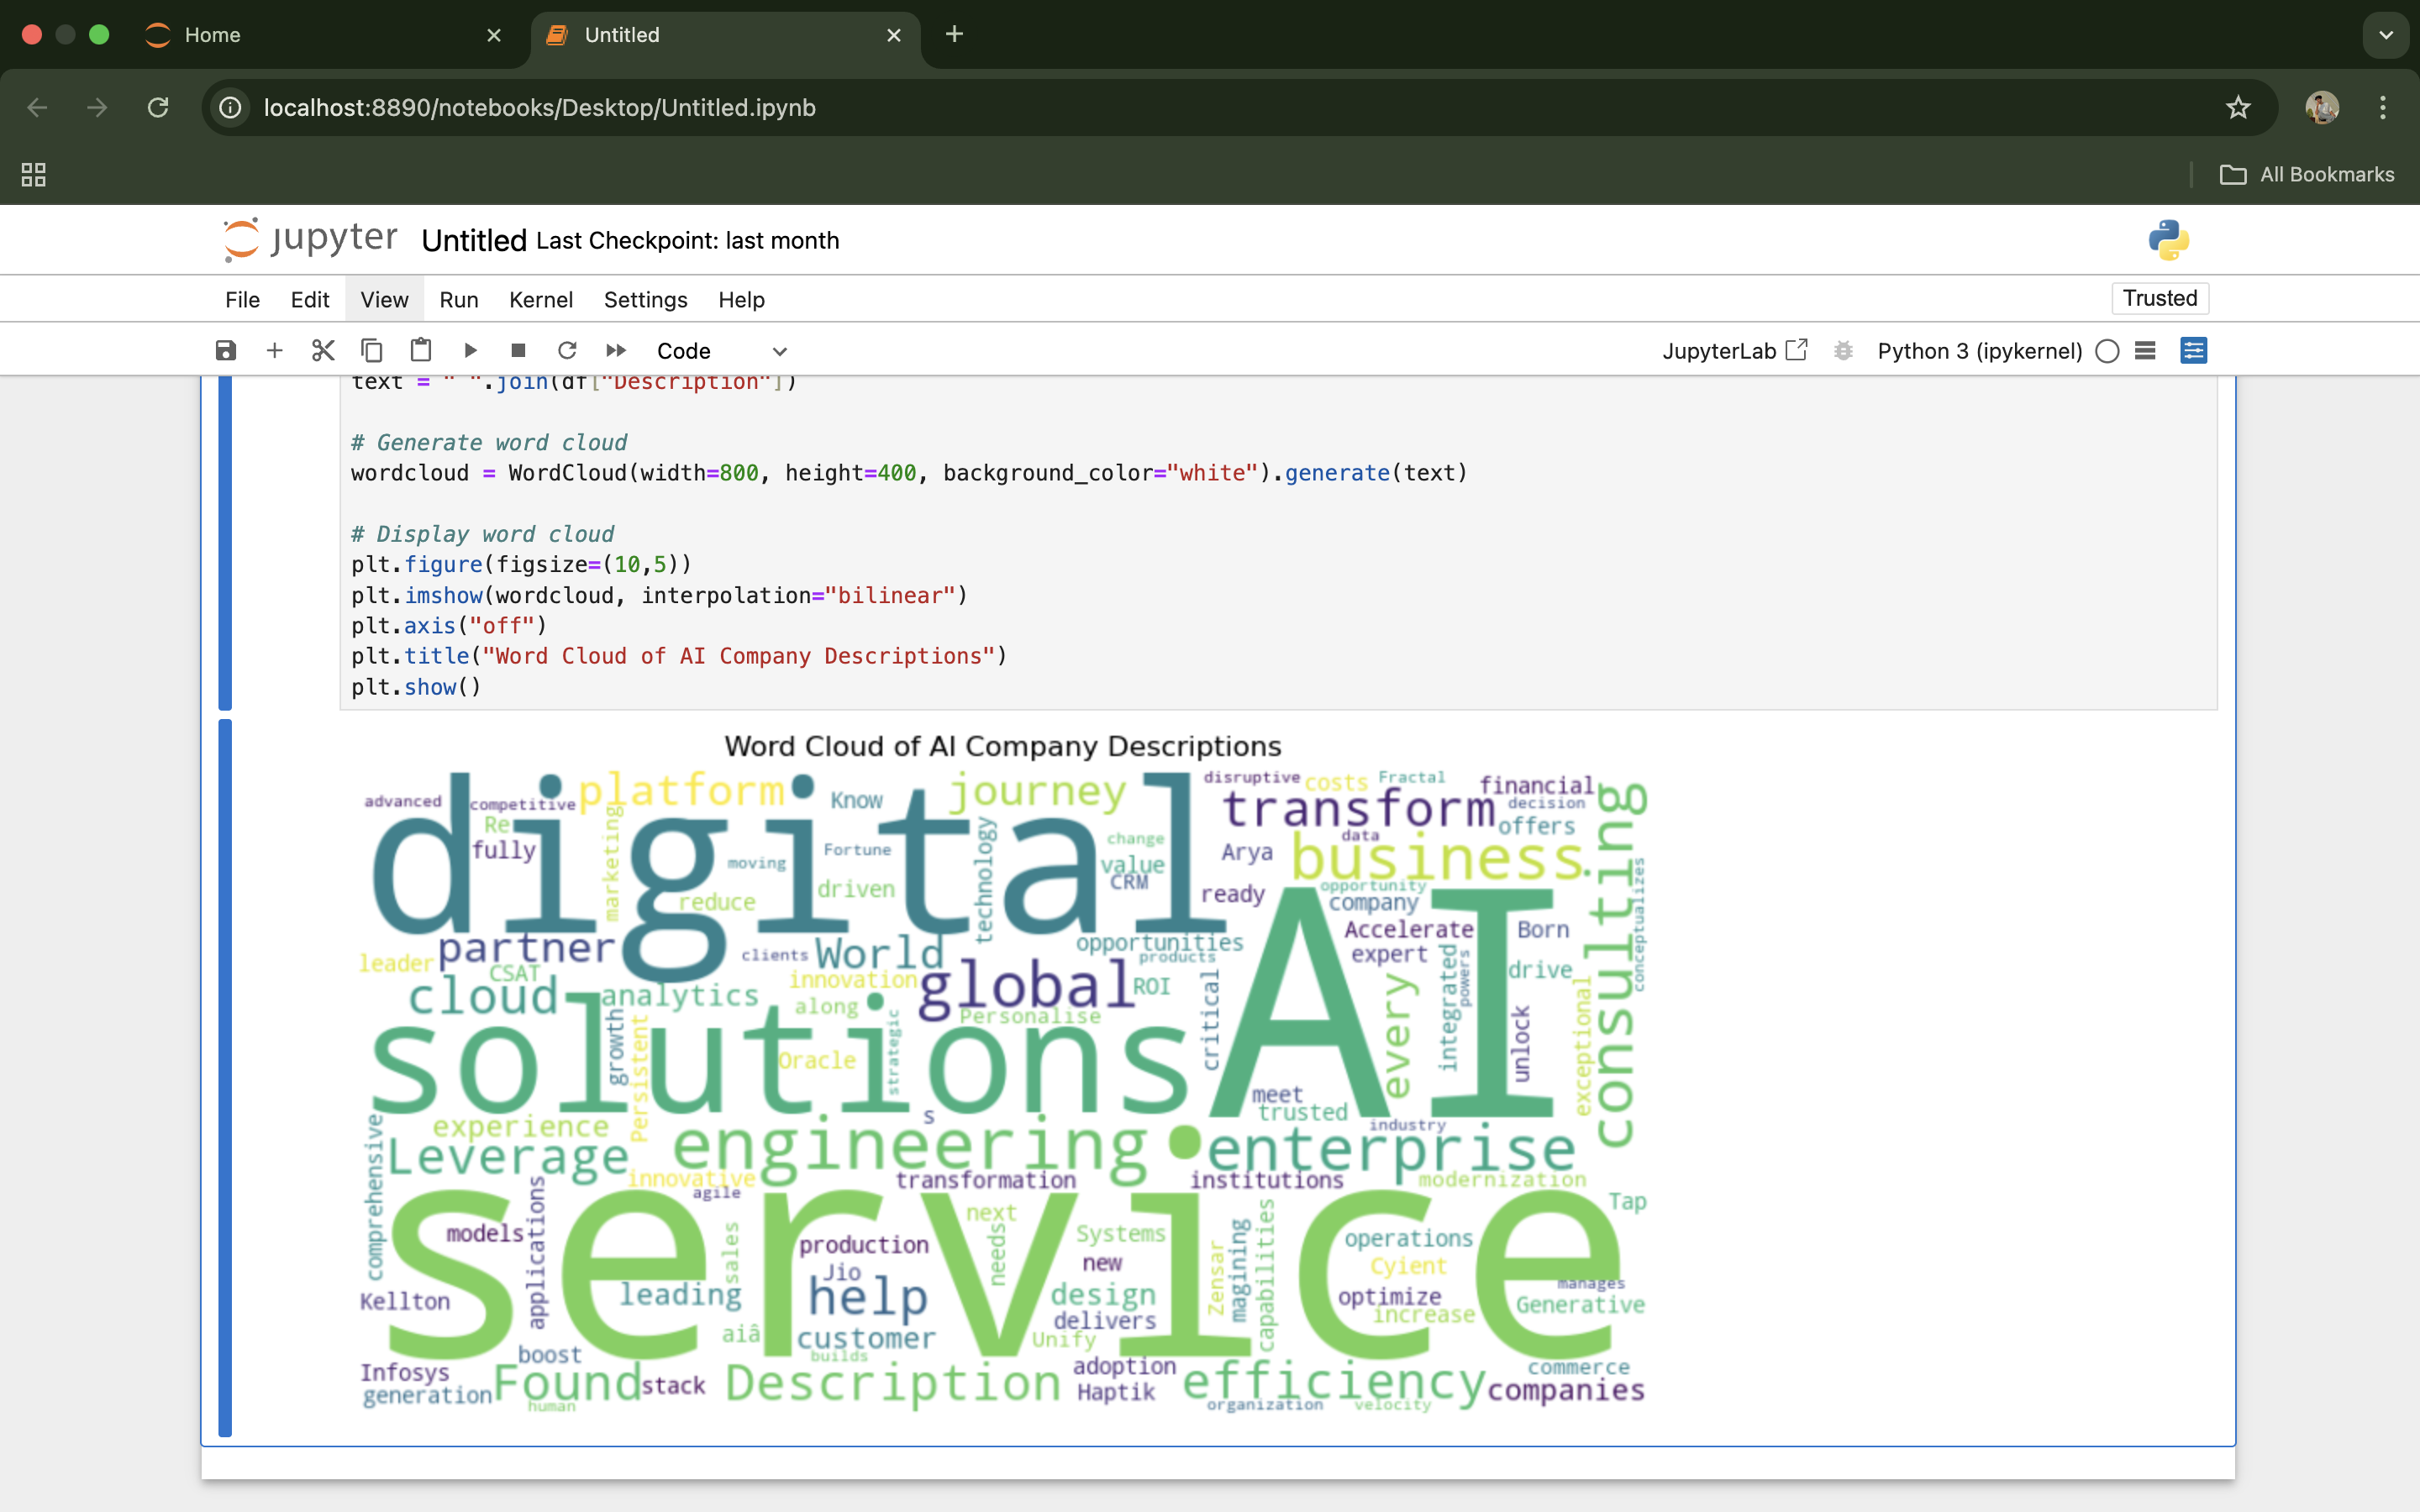 Home
Untitled
localhost:8890/notebooks/Desktop/Untitled.ipynb
All Bookmarks
jupyter Untitled Last Checkpoint: last month
File Edit View Run Kernel Settings Help
Trusted
Code
JupyterLab
Python 3 (ipykernel)
text = " ".join(df["Description"])
# Generate word cloud
wordcloud = WordCloud(width=800, height=400, background_color="white").generate(text)
# Display word cloud
plt.figure(figsize=(10,5))
plt.imshow(wordcloud, interpolation="bilinear")
plt.axis("off")
plt.title("Word Cloud of AI Company Descriptions")
plt.show()
Word Cloud of AI Company Descriptions
advanced
competitive
platform
Know
journey
disruptive
costs
Fractal
financial
transform
decision
offers
Re
fully
marketing
digital
moving
Fortune
technology
change
value
CRM
data
Arya
business
consulting
reduce
driven
ready
opportunity
company
conceptualizes
partner
leader
CSAT
clients
World
opportunities
products
Accelerate
Born
expert
cloud
analytics
innovation
along
global
ROI
Personalise
critical
AI
every
integrated
powers
drive
unlock
exceptional
solutions
growth
Persistent
Oracle
strategic
meet
trusted
industry
s
comprehensive
experience
Leverage
engineering
enterprise
innovative
agile
transformation
institutions
modernization
Tap
service
models
applications
sales
production
next
needs
Systems
new
Zensar
imagining
capabilities
operations
Cyient
manages
Kellton
leading
Jio
help
design
delivers
optimize
increase
Generative
aiâ
customer
builds
Unify
Infosys
boost
generation
Found
human
stack
Description
adoption
Haptik
efficiency
organization
velocity
commerce
companies